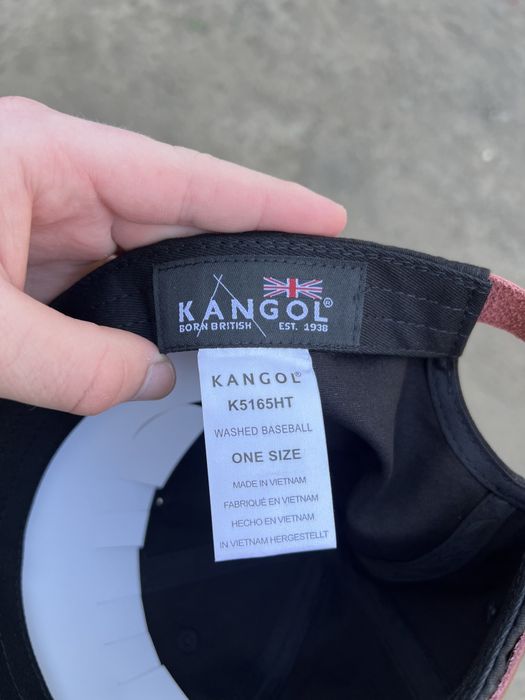 KANGOL®
BORN BRITISH EST. 1938
KANGOL®
K5165HT
WASHED BASEBALL
ONE SIZE
MADE IN VIETNAM
FABRIQUÉ EN VIETNAM
HECHO EN VIETNAM
IN VIETNAM HERGESTELLT